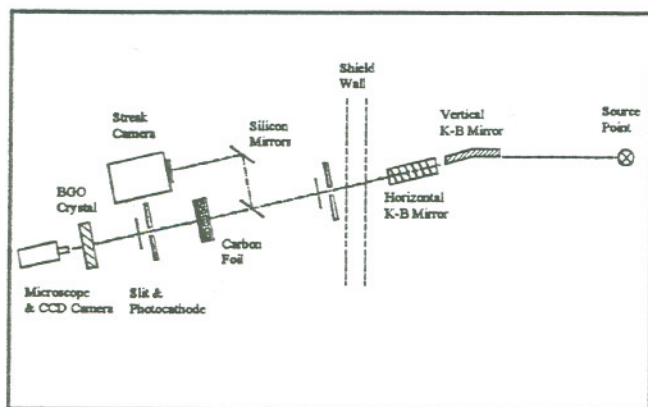 Shield
Wall
Source
Point
Vertical
K-B Mirror
Streak
Camera
Silicon
Mirrors
BGO
Crystal
Horizontal
K-B Mirror
Carbon
Foil
Microscope
& CCD Camera
Slit &
Photocathode